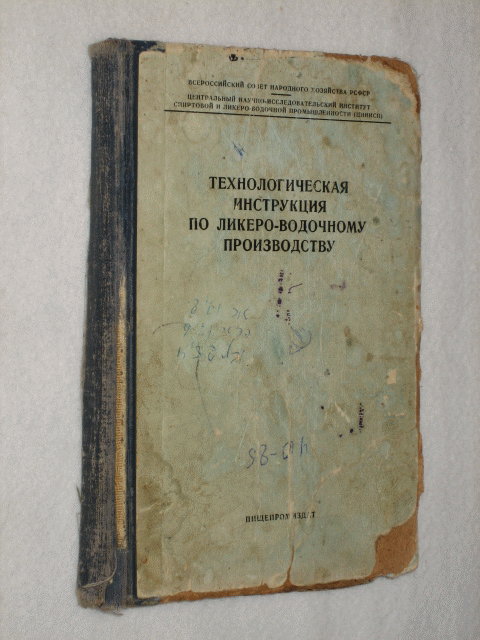 ВСЕРОССИЙСКИЙ СОВЕТ НАРОДНОГО ХОЗЯЙСТВА РСФСР
ЦЕНТРАЛЬНЫЙ НАУЧНО-ИССЛЕДОВАТЕЛЬСКИЙ ИНСТИТУТ
СПИРТОВОЙ И ЛИКЕРО-ВОДОЧНОЙ ПРОМЫШЛЕННОСТИ (ЦНИИСП)
ТЕХНОЛОГИЧЕСКАЯ
ИНСТРУКЦИЯ
ПО ЛИКЕРО-ВОДОЧНОМУ
ПРОИЗВОДСТВУ
ПИЩЕПРОМИЗДАТ